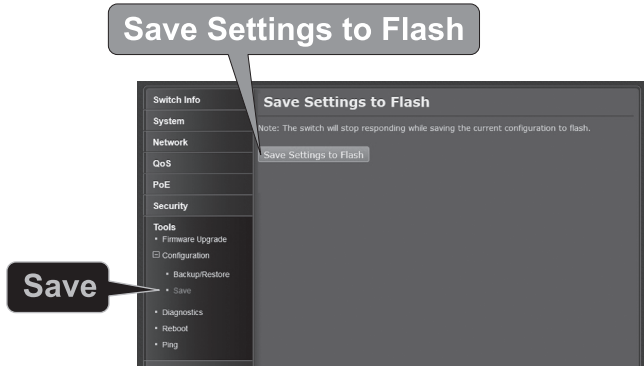 Save Settings to Flash
Switch Info
System
Network
QoS
PoE
Security
Tools
• Firmware Upgrade
Configuration
• Backup/Restore
• Save
• Diagnostics
• Reboot
• Ping
Save Settings to Flash
Note: The switch will stop responding while saving the current configuration to flash.
Save Settings to Flash
Save